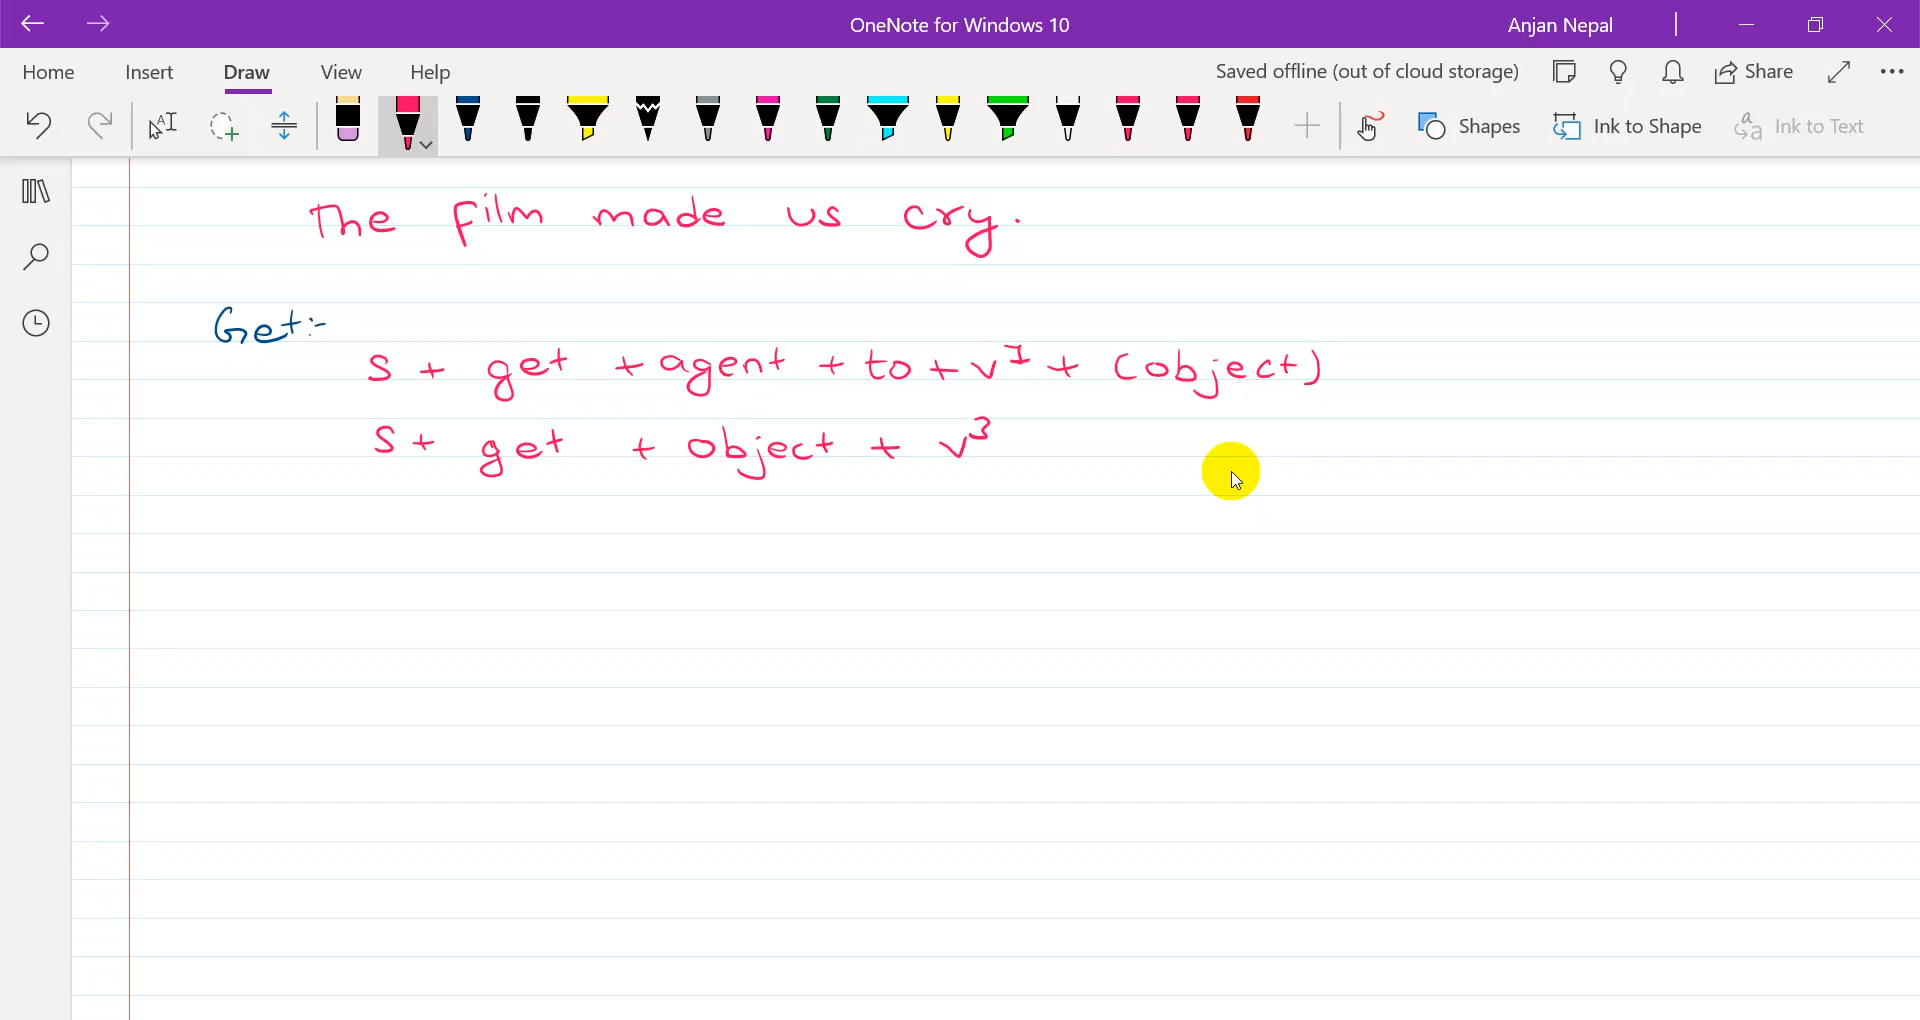 OneNote for Windows 10
Anjan Nepal
Home Insert Draw View Help
Saved offline (out of cloud storage)
Share
Shapes
Ink to Shape
Ink to Text
The film made us cry.
Get:-
S + get + agent + to + v¹ + (object)
S + get + object + v³